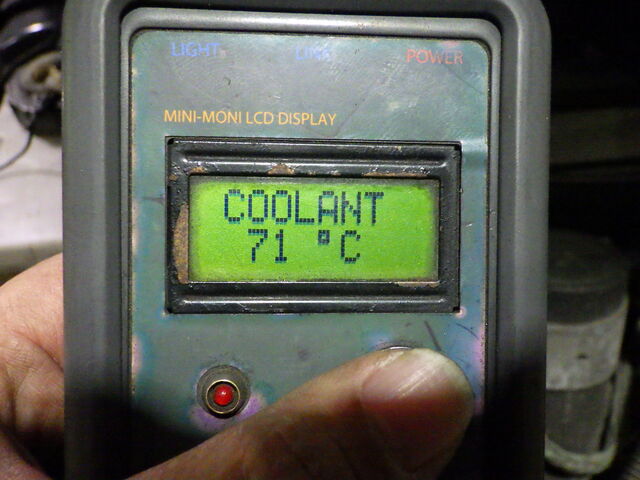 LIGHT LINK POWER
MINI-MONI LCD DISPLAY
COOLANT
71 °C